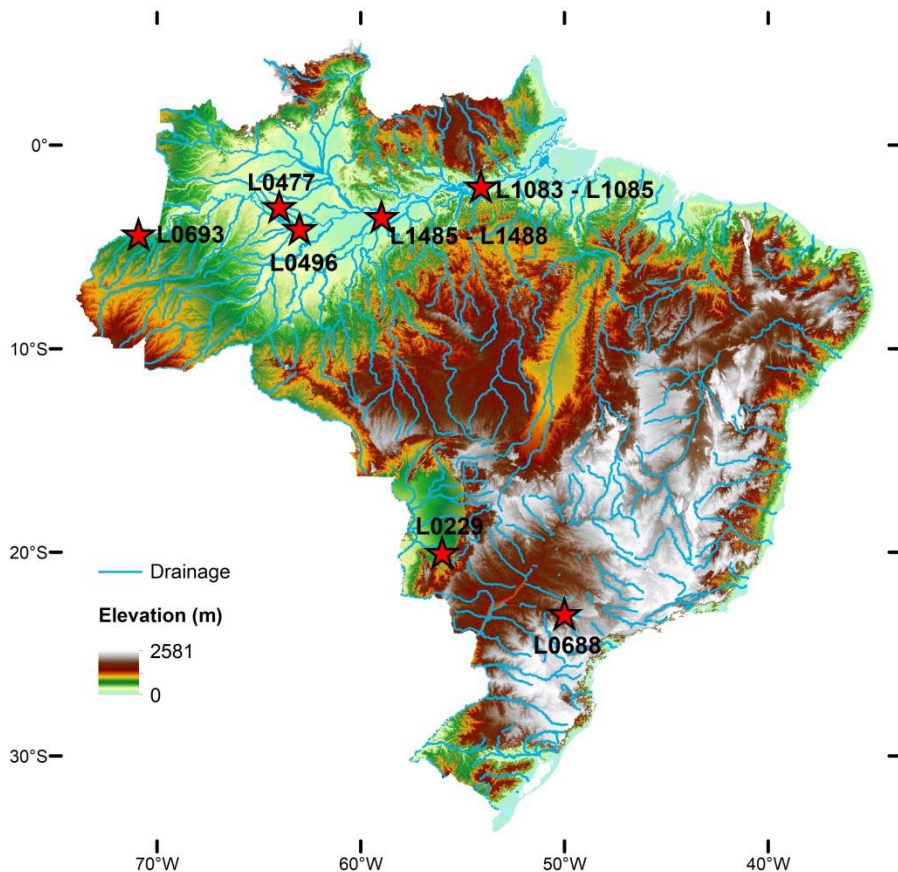 0°
L0477
L1083 - L1085
L0693
L1485 - L1488
L0496
10°S
L0229
20°S
Drainage
Elevation (m)
2581
0
L0688
30°S
70°W
60°W
50°W
40°W